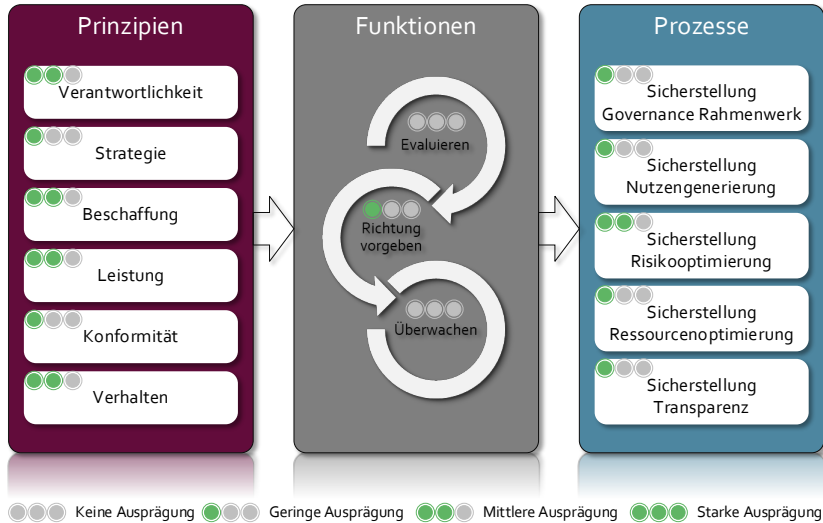 Prinzipien
Verantwortlichkeit
Strategie
Beschaffung
Leistung
Konformität
Verhalten
Funktionen
Evaluieren
Richtung
vorgeben
Überwachen
Prozesse
Sicherstellung
Governance Rahmenwerk
Sicherstellung
Nutzengenerierung
Sicherstellung
Risikooptimierung
Sicherstellung
Ressourcenoptimierung
Sicherstellung
Transparenz
Keine Ausprägung
Geringe Ausprägung
Mittlere Ausprägung
Starke Ausprägung